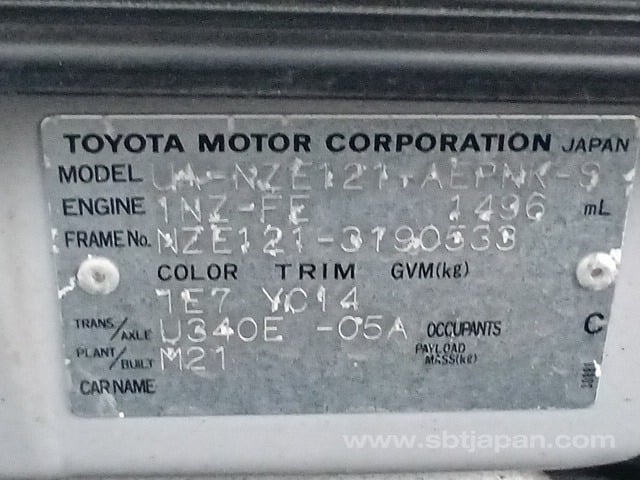 TOYOTA MOTOR CORPORATION JAPAN
MODEL UA-NZE121-AEPNK-S
ENGINE 1NZ-FE 1496 mL
FRAME No. NZE121-3190533
COLOR TRIM GVM(kg)
1E7 YC14
TRANS/AXLE U340E -05A OCCUPANTS C
PLANT/BUILT M21 PAYLOAD MASS(kg)
CAR NAME
www.sbtjapan.com